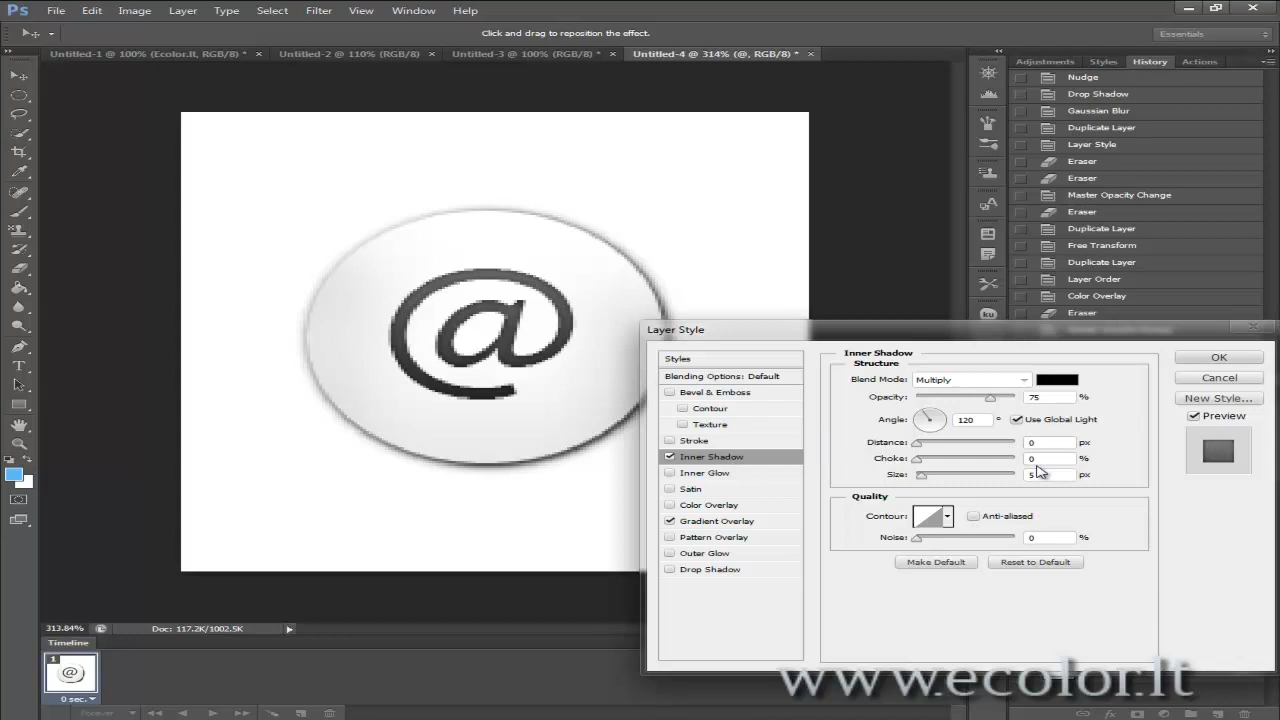 Ps File Edit Image Layer Type Select Filter View Window Help
Click and drag to reposition the effect.
Essentials
Untitled-1 @ 100% (Ecolor.lt, RGB/8) * ×
Untitled-2 @ 110% (RGB/8) ×
Untitled-3 @ 100% (RGB/8) * ×
Untitled-4 @ 314% (@, RGB/8) * ×
Adjustments Styles History Actions
Nudge
Drop Shadow
Gaussian Blur
Duplicate Layer
Layer Style
Eraser
Eraser
Master Opacity Change
Eraser
Duplicate Layer
Free Transform
Duplicate Layer
Layer Order
Color Overlay
Eraser
ku
@
Layer Style
Styles
Blending Options: Default
Bevel & Emboss
Contour
Texture
Stroke
Inner Shadow
Inner Glow
Satin
Color Overlay
Gradient Overlay
Pattern Overlay
Outer Glow
Drop Shadow
Inner Shadow
Structure
Blend Mode: Multiply
Opacity: 75 %
Angle: 120 ° Use Global Light
Distance: 0 px
Choke: 0 %
Size: 5 px
Quality
Contour: Anti-aliased
Noise: 0 %
Make Default Reset to Default
OK
Cancel
New Style...
Preview
313.84% Doc: 117.2K/1002.5K
Timeline
1
@
0 sec.
Forever
fx
www.ecolor.lt